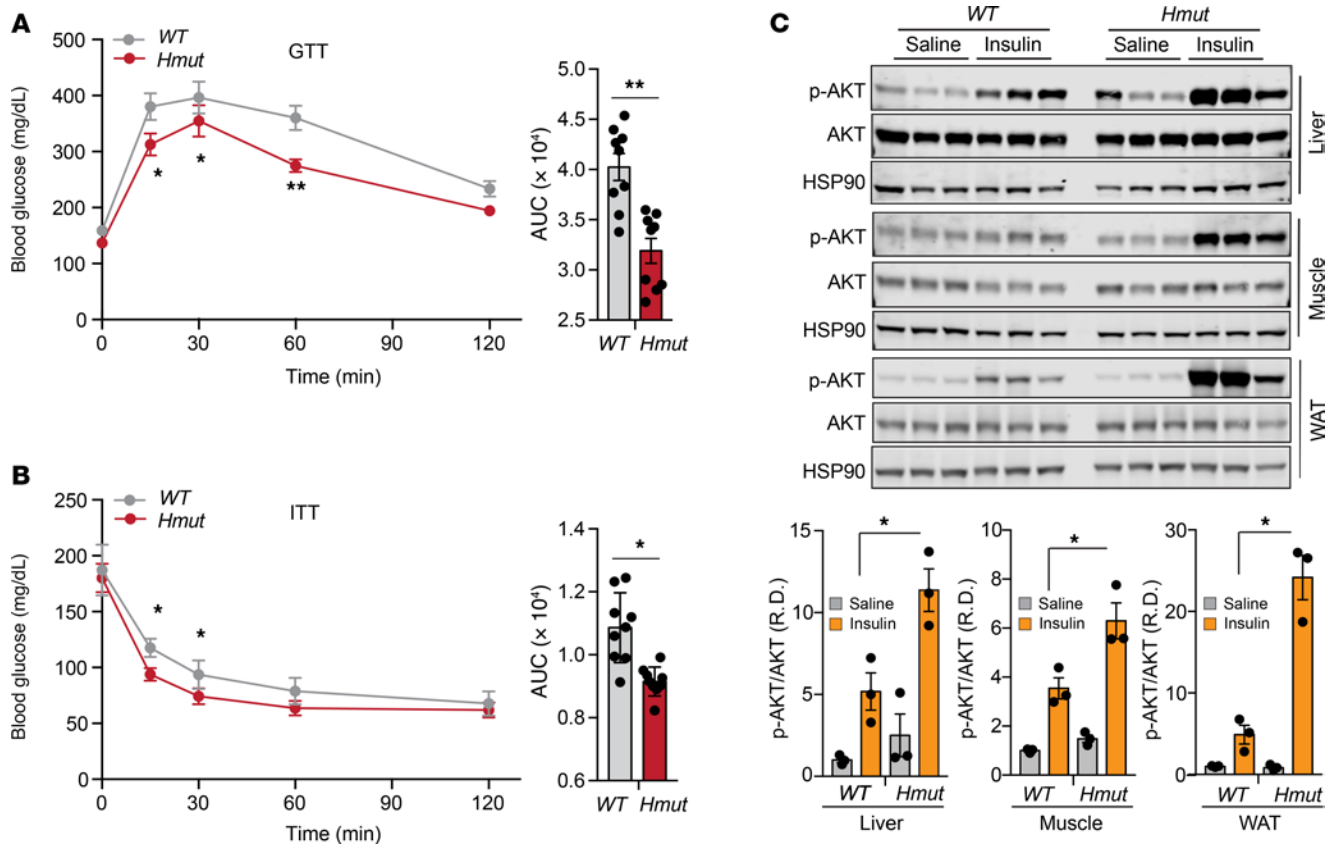 A
WT
Hmut
GTT
Blood glucose (mg/dL)
500
400
300
200
100
0
0 30 60 90 120
Time (min)
* * **
AUC (× 10⁴)
5.0
4.5
4.0
3.5
3.0
2.5
**
WT Hmut
B
WT
Hmut
ITT
Blood glucose (mg/dL)
250
200
150
100
50
0
0 30 60 90 120
Time (min)
* *
AUC (× 10⁴)
1.4
1.2
1.0
0.8
0.6
*
WT Hmut
C
WT Hmut
Saline Insulin Saline Insulin
p-AKT
AKT
HSP90
Liver
p-AKT
AKT
HSP90
Muscle
p-AKT
AKT
HSP90
WAT
p-AKT/AKT (R.D.)
15
10
5
0
*
Saline
Insulin
WT Hmut
Liver
p-AKT/AKT (R.D.)
10
8
6
4
2
0
*
Saline
Insulin
WT Hmut
Muscle
p-AKT/AKT (R.D.)
30
20
10
0
*
Saline
Insulin
WT Hmut
WAT